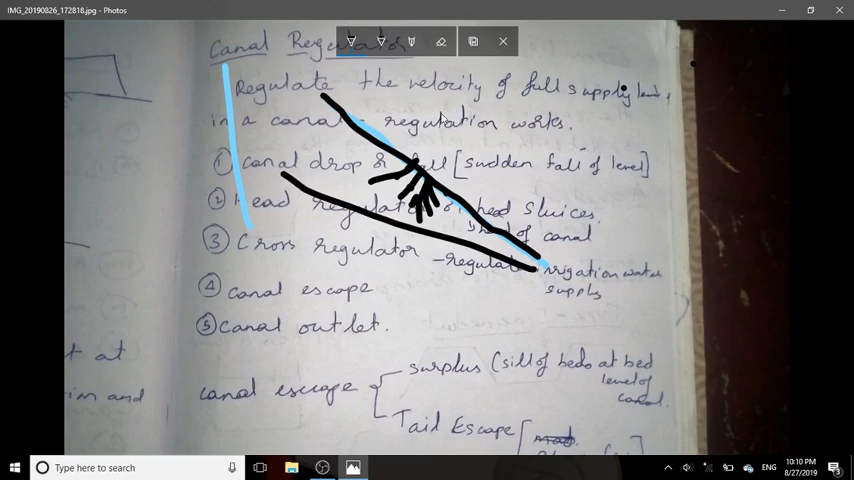 IMG_20190826_172818.jpg - Photos
Canal Regulator
Regulate the velocity of full supply level,
in a canal - regulation works.
① canal drop & fall [sudden fall of level]
② Head regulator or head sluices.
of canal
③ Cross regulator - regulate irrigation water
supply
④ canal escape
⑤ canal outlet.
t at
ion and
canal escape
surplus (sill of beds at bed
level of
canal.
Tail Escape [
Type here to search
ENG
10:10 PM
8/27/2019
3